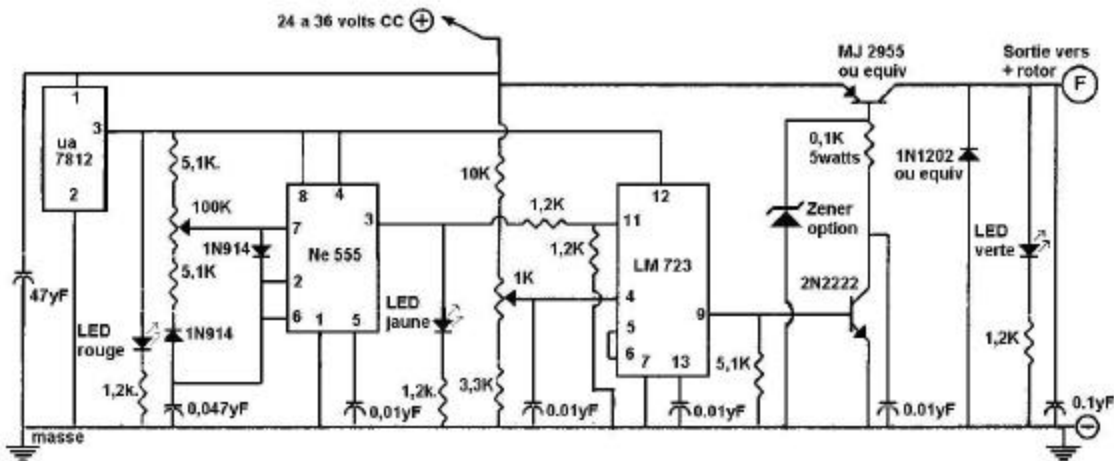 24 a 36 volts CC
+
MJ 2955
ou equiv
Sortie vers
+ rotor
F
1
3
ua
7812
2
5,1K.
100K
5,1K
1N914
1N914
8
4
7
3
Ne 555
2
6
1
5
10K
1K
3,3K
1,2K
1,2K
12
11
LM 723
4
5
6
7
13
9
0,1K
5watts
Zener
option
2N2222
5,1K
1N1202
ou equiv
LED
verte
1,2K
47yF
LED
rouge
1,2k.
0,047yF
0,01yF
LED
jaune
1,2k.
0.01yF
0.01yF
0.01yF
0.1yF
masse
−